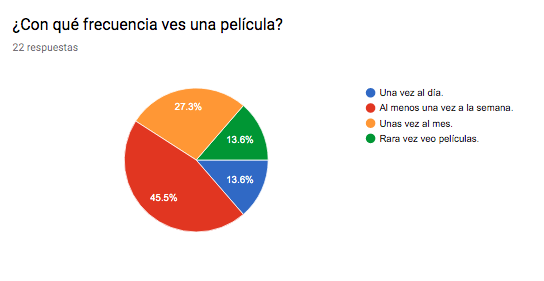 ¿Con qué frecuencia ves una película?
22 respuestas
27.3%
13.6%
13.6%
45.5%
Una vez al día.
Al menos una vez a la semana.
Unas vez al mes.
Rara vez veo películas.